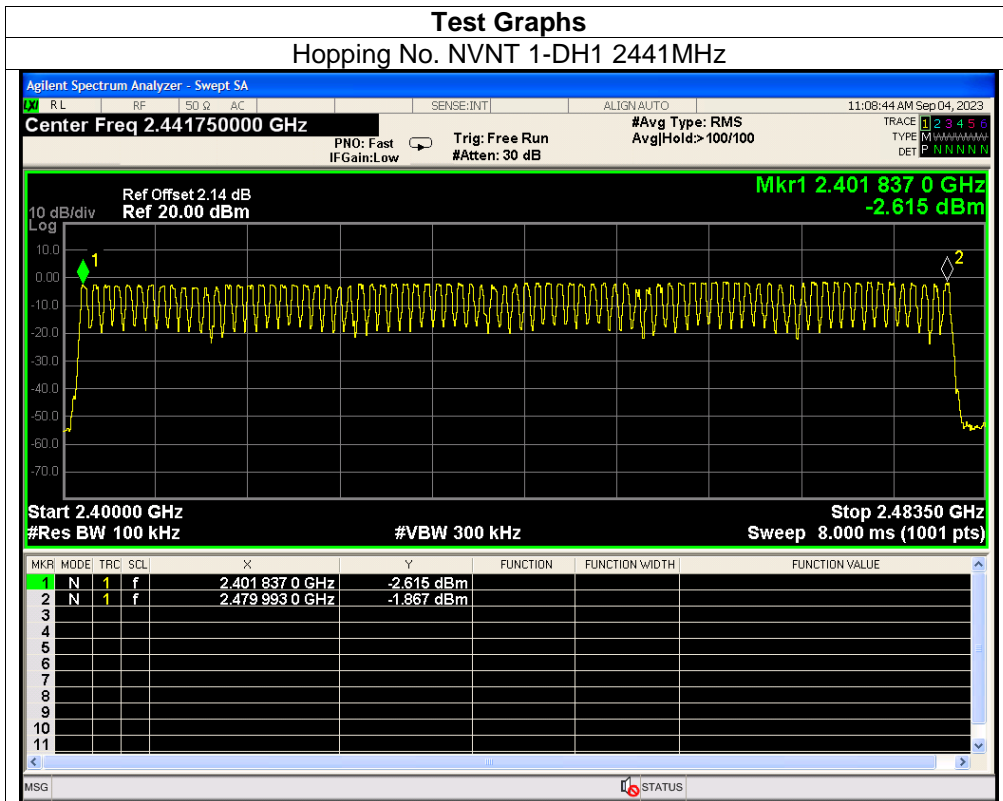 Test Graphs
Hopping No. NVNT 1-DH1 2441MHz
Agilent Spectrum Analyzer - Swept SA
LXI RL RF 50 Ω AC SENSE:INT ALIGN AUTO 11:08:44 AM Sep 04, 2023
Center Freq 2.441750000 GHz #Avg Type: RMS TRACE 1 2 3 4 5 6
PNO: Fast Trig: Free Run Avg|Hold:>100/100 TYPE M WWWWW
IFGain:Low #Atten: 30 dB DET P N N N N N
Mkr1 2.401 837 0 GHz
Ref Offset 2.14 dB
10 dB/div Ref 20.00 dBm -2.615 dBm
Log
10.0
1
2
0.00
-10.0
-20.0
-30.0
-40.0
-50.0
-60.0
-70.0
Start 2.40000 GHz Stop 2.48350 GHz
#Res BW 100 kHz #VBW 300 kHz Sweep 8.000 ms (1001 pts)
MKR MODE TRC SCL X Y FUNCTION FUNCTION WIDTH FUNCTION VALUE
1 N 1 f 2.401 837 0 GHz -2.615 dBm
2 N 1 f 2.479 993 0 GHz -1.867 dBm
3
4
5
6
7
8
9
10
11
MSG STATUS